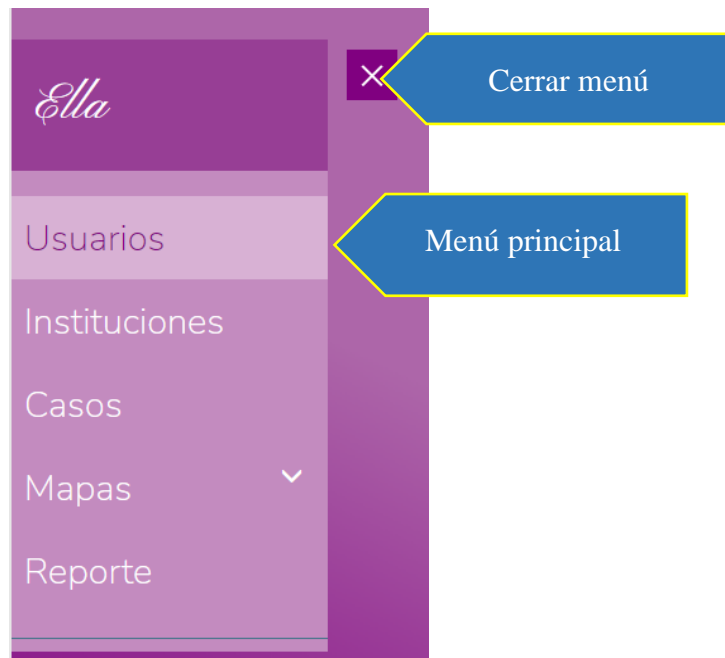 Ella
Cerrar menú
Usuarios
Menú principal
Instituciones
Casos
Mapas
Reporte